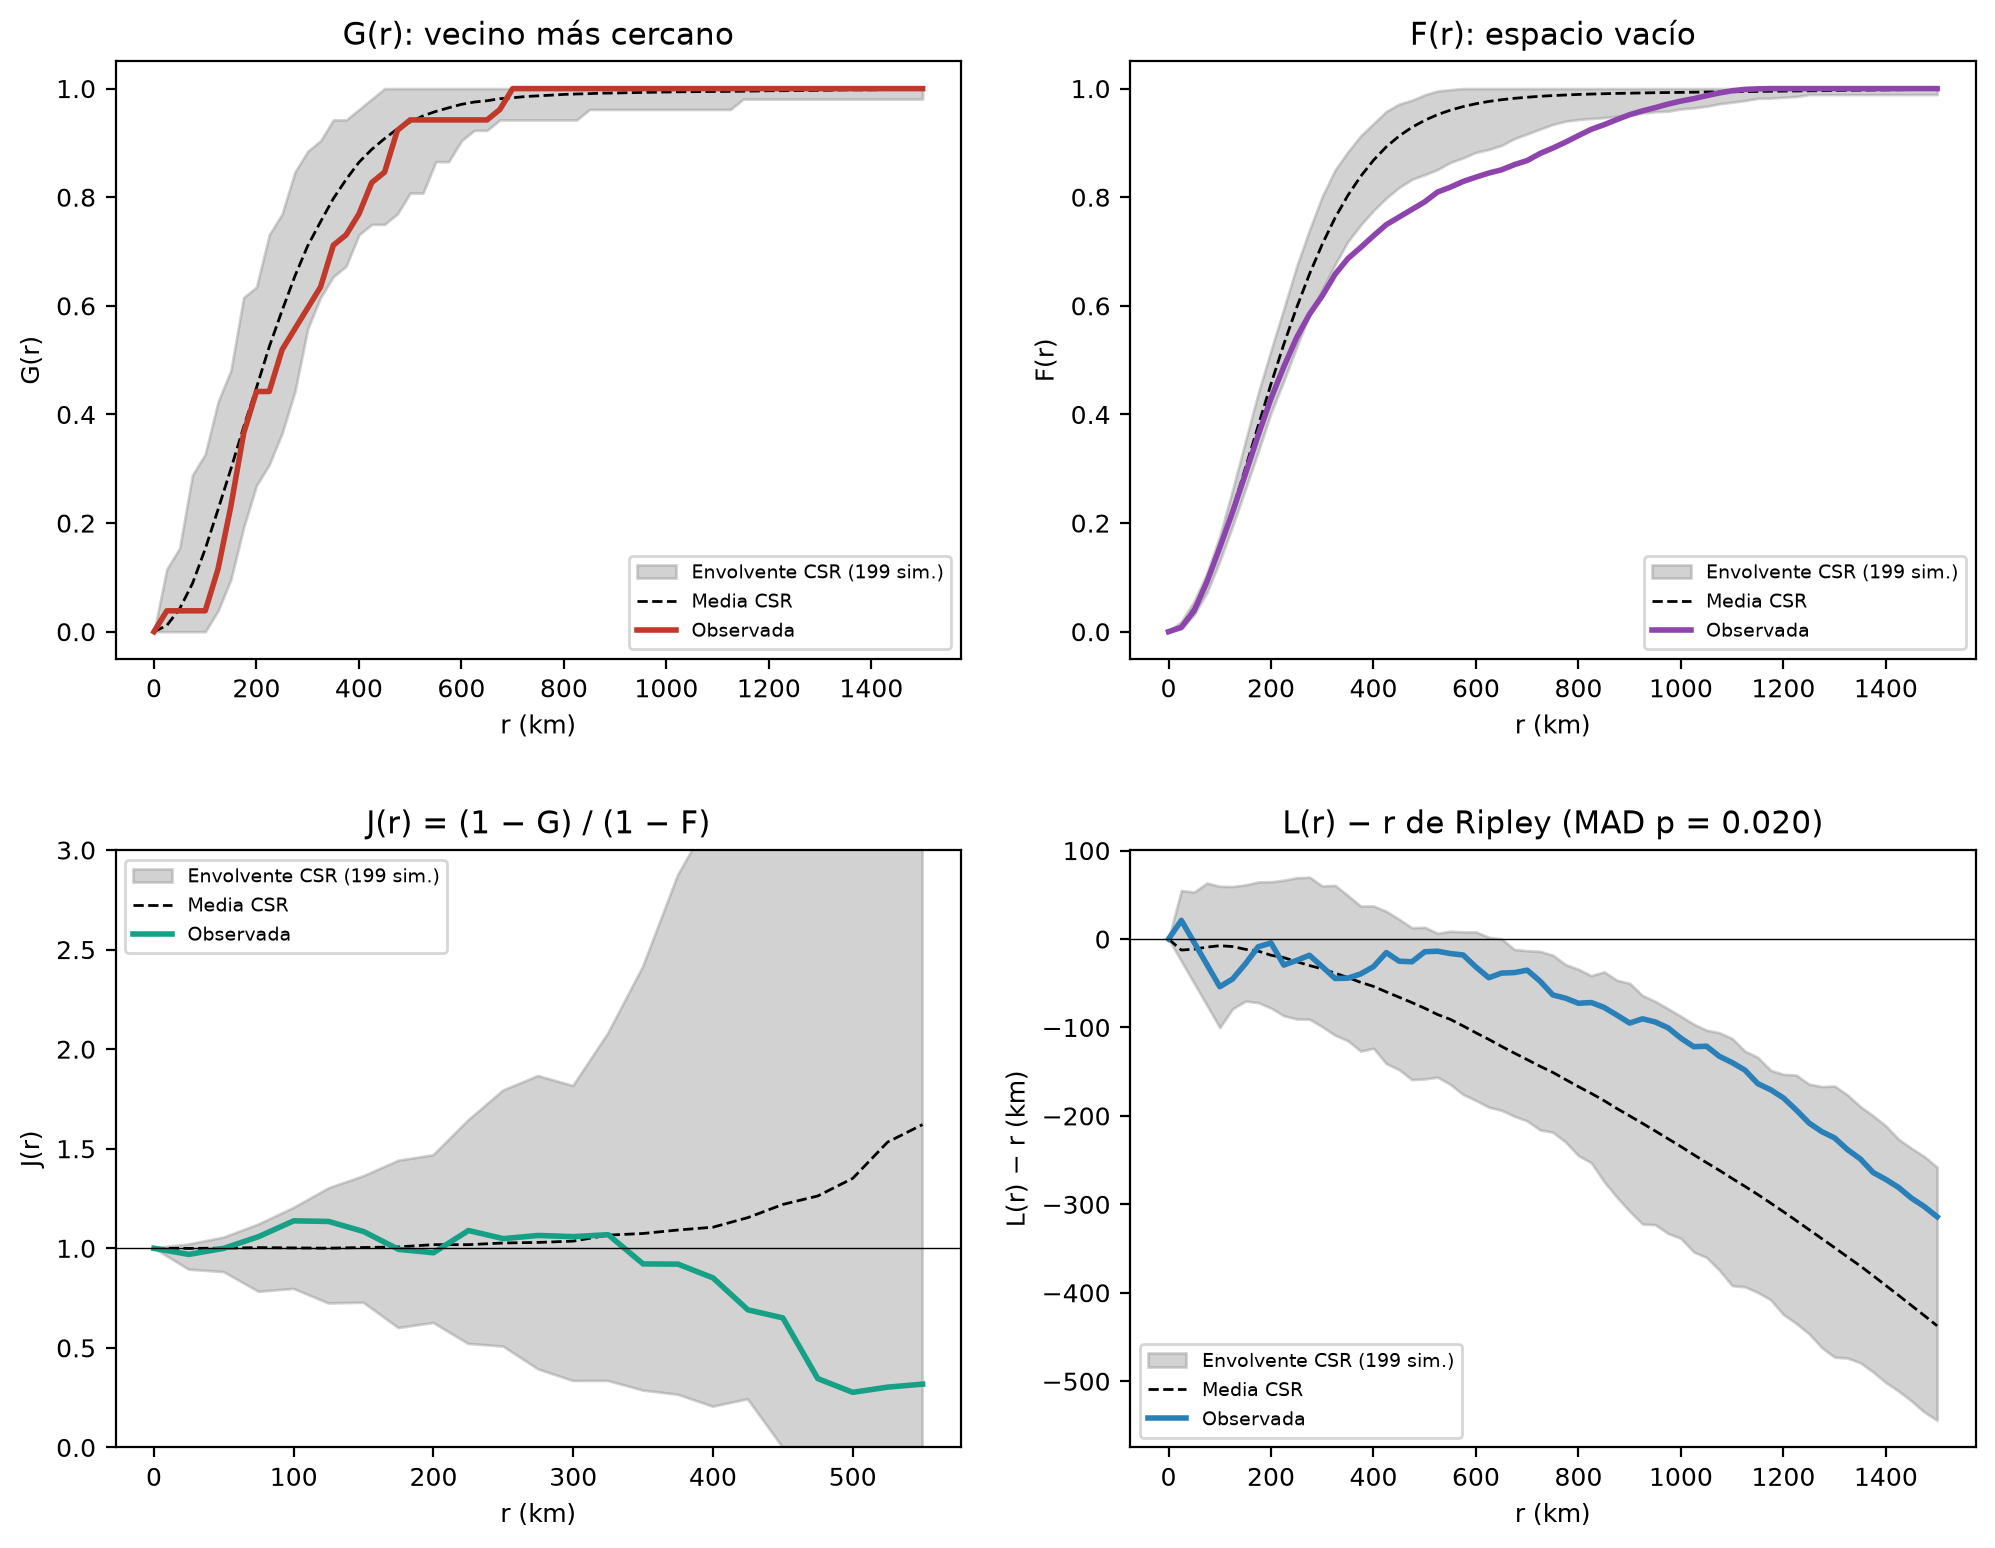 G(r): vecino más cercano
1.0
0.8
0.6
0.4
0.2
0.0
G(r)
Envolvente CSR (199 sim.)
Media CSR
Observada
0 200 400 600 800 1000 1200 1400
r (km)
F(r): espacio vacío
1.0
0.8
0.6
0.4
0.2
0.0
F(r)
Envolvente CSR (199 sim.)
Media CSR
Observada
0 200 400 600 800 1000 1200 1400
r (km)
J(r) = (1 − G) / (1 − F)
3.0
2.5
2.0
1.5
1.0
0.5
0.0
J(r)
Envolvente CSR (199 sim.)
Media CSR
Observada
0 100 200 300 400 500
r (km)
L(r) − r de Ripley (MAD p = 0.020)
100
0
−100
−200
−300
−400
−500
L(r) − r (km)
Envolvente CSR (199 sim.)
Media CSR
Observada
0 200 400 600 800 1000 1200 1400
r (km)